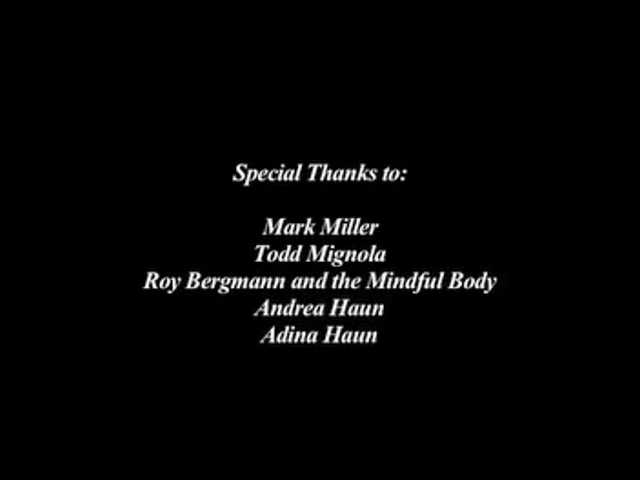 Special Thanks to:
Mark Miller
Todd Mignola
Roy Bergmann and the Mindful Body
Andrea Haun
Adina Haun